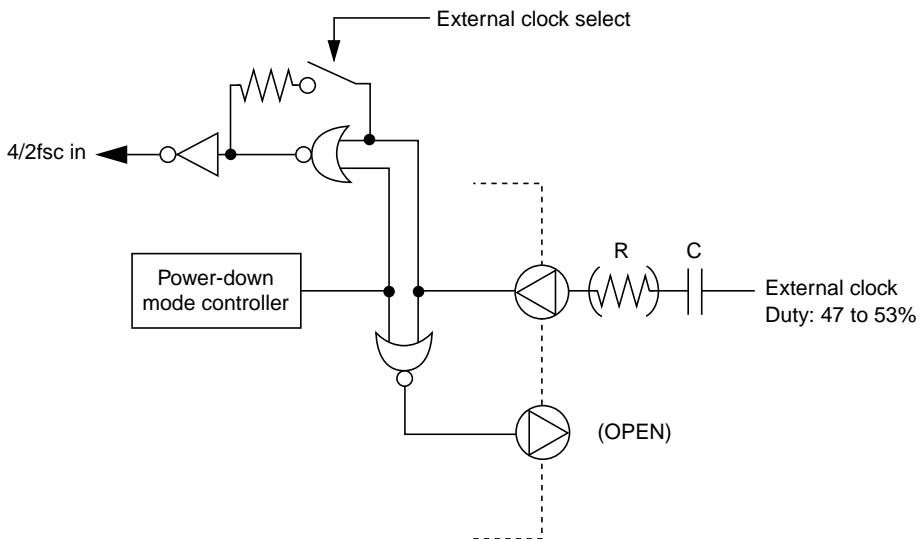 External clock select
4/2fsc in
R
C
Power-down
mode controller
External clock
Duty: 47 to 53%
(OPEN)